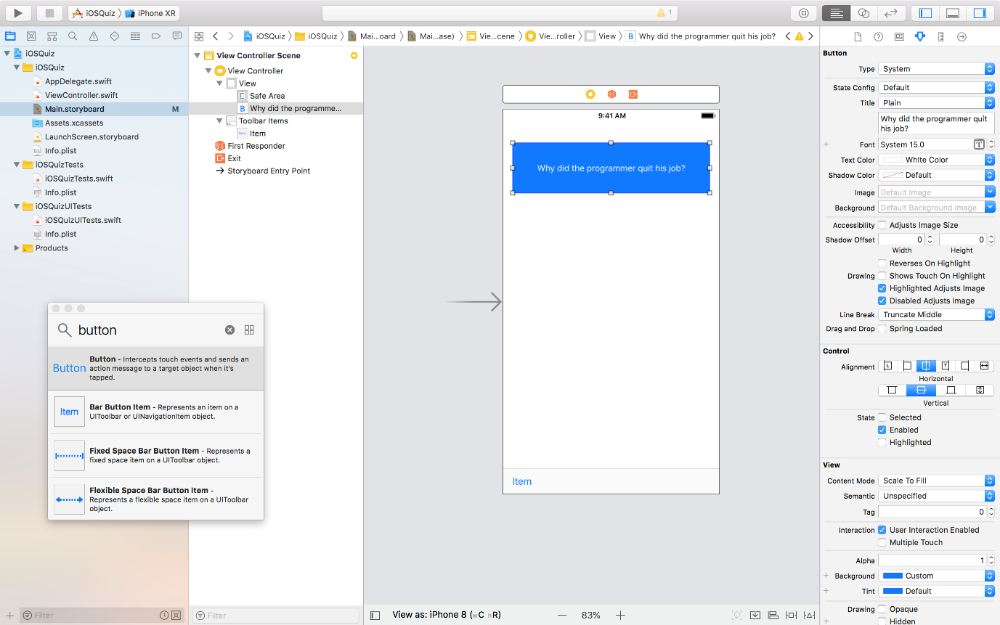 iOSQuiz
iPhone XR
1
iOSQuiz
iOSQuiz
Mai...oard
Mai...ase)
Vie...cene
Vie...roller
View
B
Why did the programmer quit his job?
iOSQuiz
iOSQuiz
AppDelegate.swift
ViewController.swift
Main.storyboard
M
Assets.xcassets
LaunchScreen.storyboard
Info.plist
iOSQuizTests
iOSQuizTests.swift
Info.plist
iOSQuizUITests
iOSQuizUITests.swift
Info.plist
Products
button
Button
Button - Intercepts touch events and sends an
action message to a target object when it's
tapped.
Item
Bar Button Item - Represents an item on a
UIToolbar or UINavigationItem object.
Fixed Space Bar Button Item - Represents a
fixed space item on a UIToolbar object.
Flexible Space Bar Button Item -
Represents a flexible space item on a UIToolbar
object.
Filter
View Controller Scene
View Controller
View
Safe Area
B
Why did the programme...
Toolbar Items
Item
Item
First Responder
Exit
Storyboard Entry Point
Filter
9:41 AM
Why did the programmer quit his job?
Item
View as: iPhone 8 (wC hR)
83%
Button
Type
System
State Config
Default
Title
Plain
Why did the programmer quit
his job?
Font
System 15.0
T
Text Color
White Color
Shadow Color
Default
Image
Default Image
Background
Default Background Image
Accessibility
Adjusts Image Size
Shadow Offset
0
0
Width
Height
Reverses On Highlight
Drawing
Shows Touch On Highlight
Highlighted Adjusts Image
Disabled Adjusts Image
Line Break
Truncate Middle
Drag and Drop
Spring Loaded
Control
Alignment
L
T
Horizontal
Vertical
State
Selected
Enabled
Highlighted
View
Content Mode
Scale To Fill
Semantic
Unspecified
Tag
0
Interaction
User Interaction Enabled
Multiple Touch
Alpha
1
Background
Custom
Tint
Default
Drawing
Opaque
Hidden